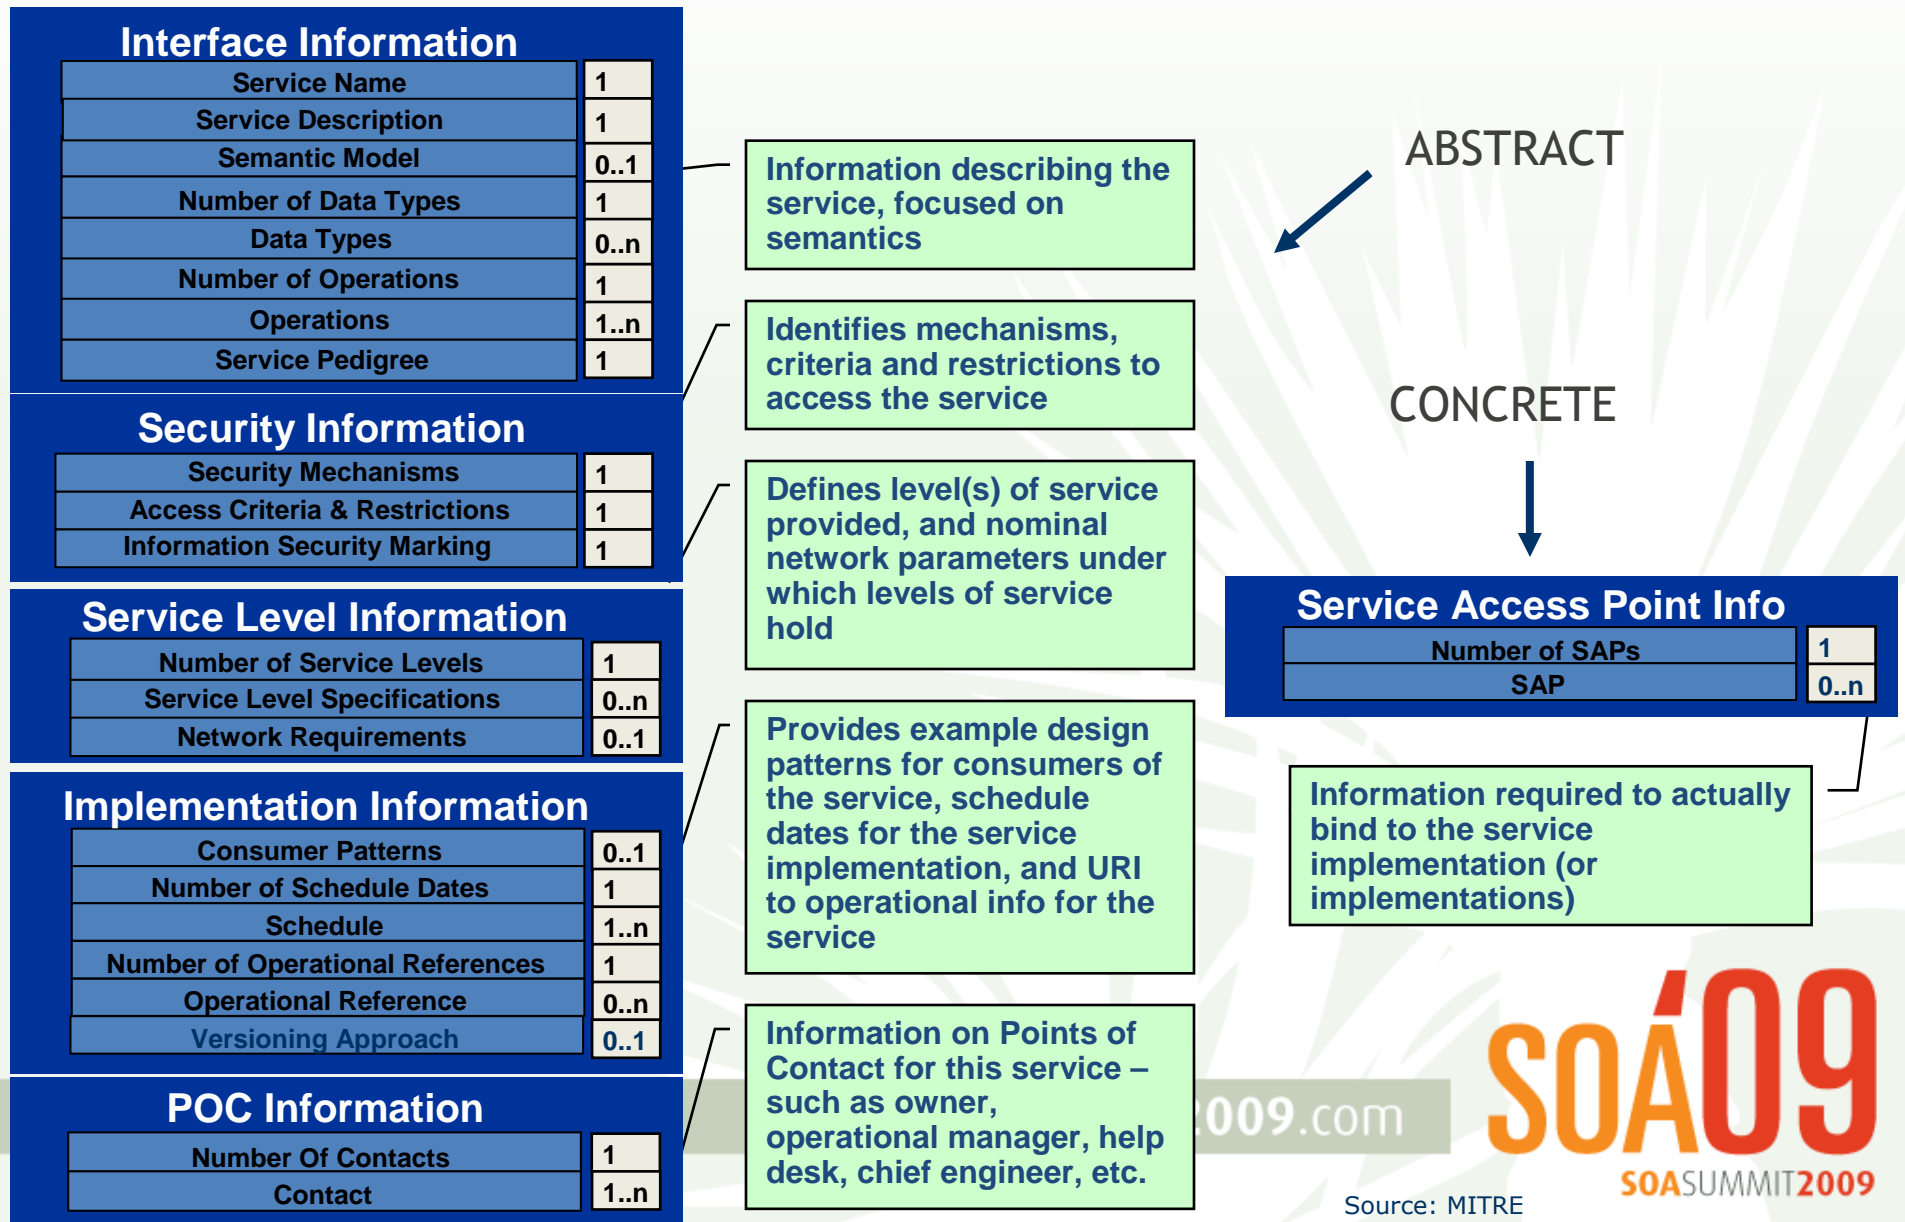 Interface Information
Service Name 1
Service Description 1
Semantic Model 0..1
Number of Data Types 1
Data Types 0..n
Number of Operations 1
Operations 1..n
Service Pedigree 1
Security Information
Security Mechanisms 1
Access Criteria & Restrictions 1
Information Security Marking 1
Service Level Information
Number of Service Levels 1
Service Level Specifications 0..n
Network Requirements 0..1
Implementation Information
Consumer Patterns 0..1
Number of Schedule Dates 1
Schedule 1..n
Number of Operational References 1
Operational Reference 0..n
Versioning Approach 0..1
POC Information
Number Of Contacts 1
Contact 1..n
Information describing the
service, focused on
semantics
Identifies mechanisms,
criteria and restrictions to
access the service
Defines level(s) of service
provided, and nominal
network parameters under
which levels of service
hold
Provides example design
patterns for consumers of
the service, schedule
dates for the service
implementation, and URI
to operational info for the
service
Information on Points of
Contact for this service –
such as owner,
operational manager, help
desk, chief engineer, etc.
ABSTRACT
CONCRETE
Service Access Point Info
Number of SAPs 1
SAP 0..n
Information required to actually
bind to the service
implementation (or
implementations)
009.com
SOA'09
SOASUMMIT2009
Source: MITRE